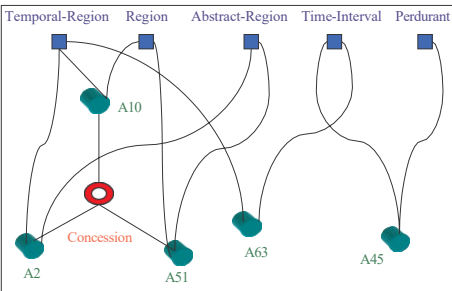 Temporal-Region Region Abstract-Region Time-Interval Perdurant
A10
Concession
A63
A45
A2
A51